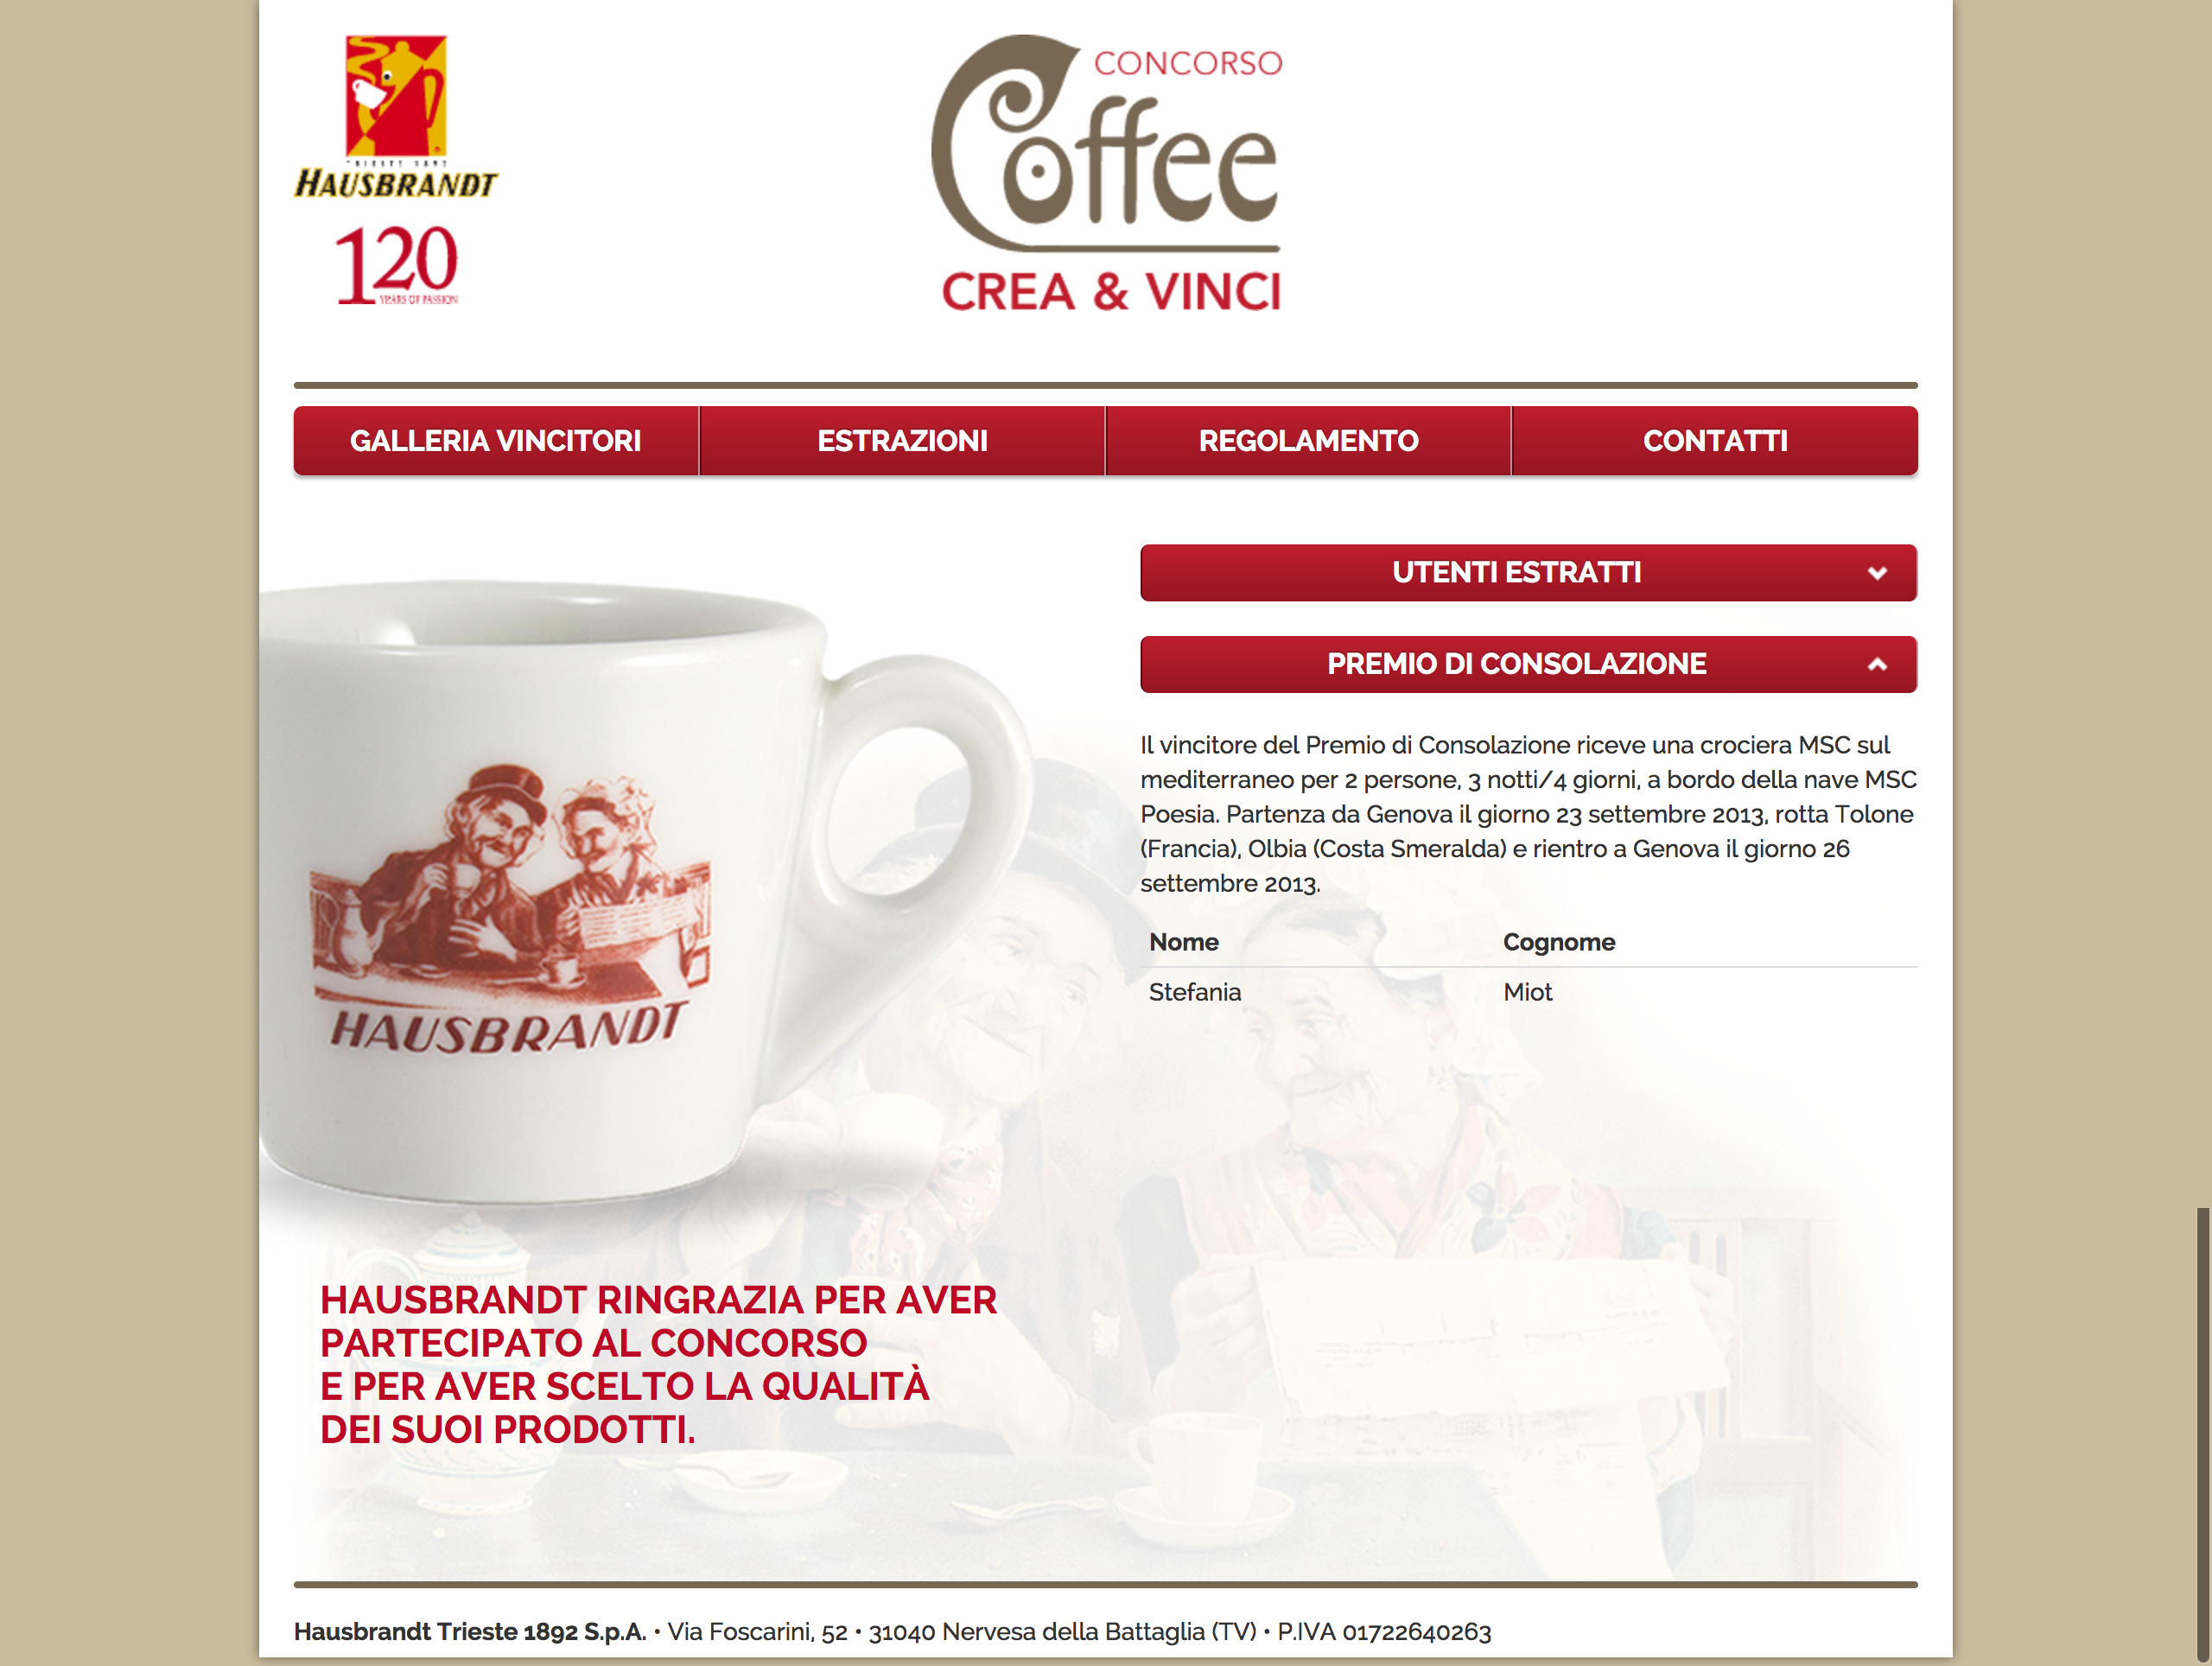 HAUSBRANDT
120
YEARS OF PASSION
CONCORSO
Coffee
CREA & VINCI
GALLERIA VINCITORI
ESTRAZIONI
REGOLAMENTO
CONTATTI
UTENTI ESTRATTI
PREMIO DI CONSOLAZIONE
Il vincitore del Premio di Consolazione riceve una crociera MSC sul
mediterraneo per 2 persone, 3 notti/4 giorni, a bordo della nave MSC
Poesia. Partenza da Genova il giorno 23 settembre 2013, rotta Tolone
(Francia), Olbia (Costa Smeralda) e rientro a Genova il giorno 26
settembre 2013.
Nome Cognome
Stefania Miot
HAUSBRANDT
HAUSBRANDT RINGRAZIA PER AVER
PARTECIPATO AL CONCORSO
E PER AVER SCELTO LA QUALITÀ
DEI SUOI PRODOTTI.
Hausbrandt Trieste 1892 S.p.A. • Via Foscarini, 52 • 31040 Nervesa della Battaglia (TV) • P.IVA 01722640263